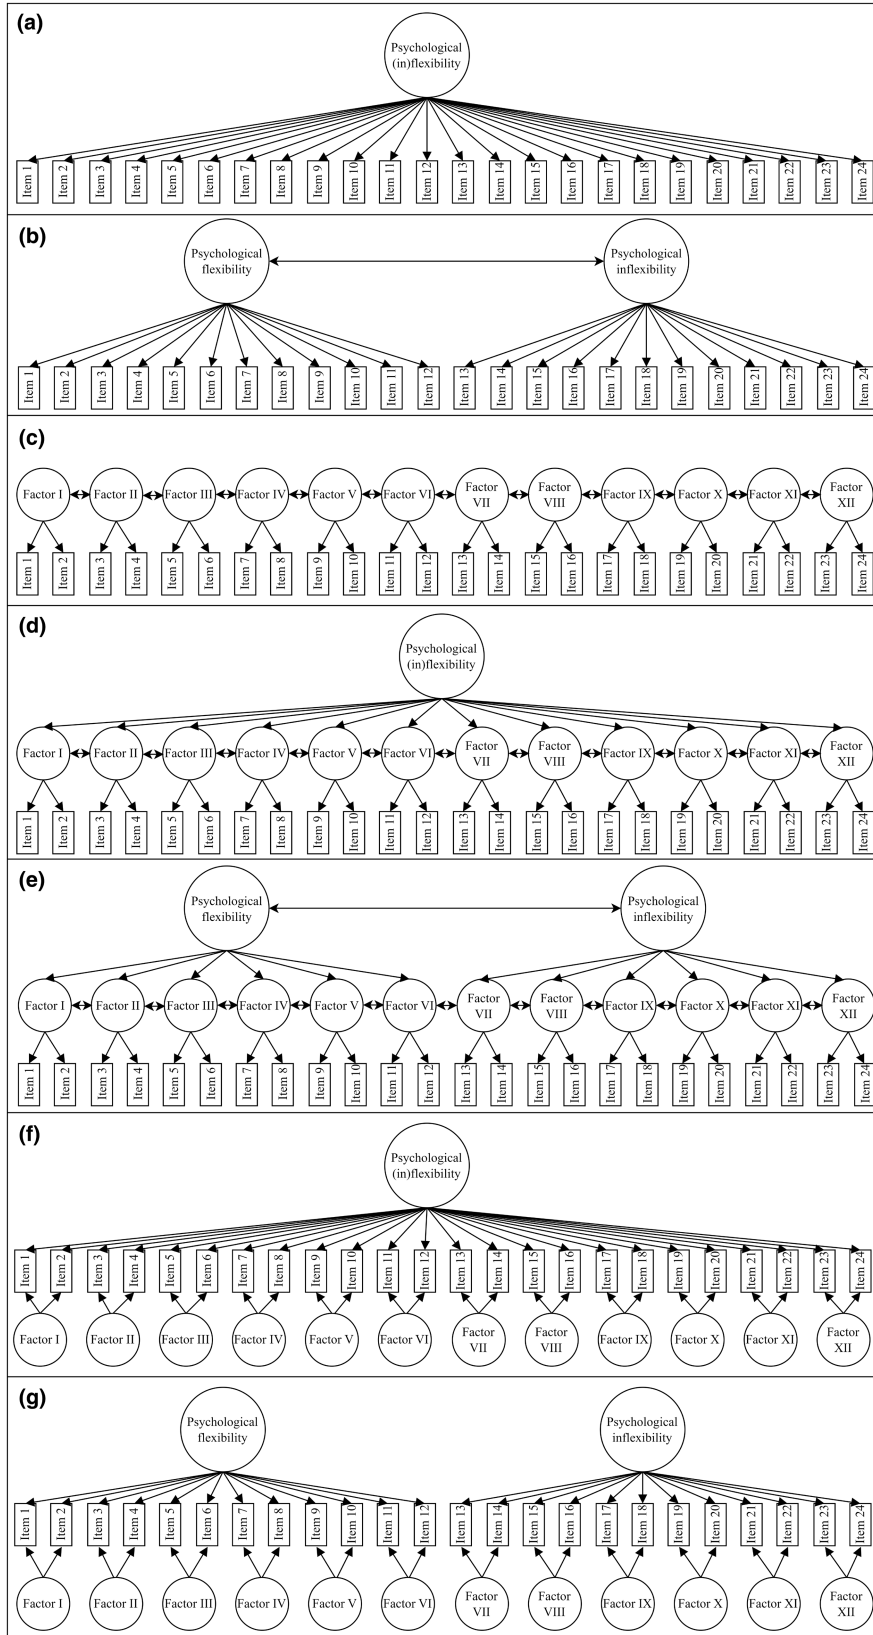 (a)
Psychological
(in)flexibility
Item 1 Item 2 Item 3 Item 4 Item 5 Item 6 Item 7 Item 8 Item 9 Item 10 Item 11 Item 12 Item 13 Item 14 Item 15 Item 16 Item 17 Item 18 Item 19 Item 20 Item 21 Item 22 Item 23 Item 24
(b)
Psychological
flexibility
Psychological
inflexibility
Item 1 Item 2 Item 3 Item 4 Item 5 Item 6 Item 7 Item 8 Item 9 Item 10 Item 11 Item 12 Item 13 Item 14 Item 15 Item 16 Item 17 Item 18 Item 19 Item 20 Item 21 Item 22 Item 23 Item 24
(c)
Factor I Factor II Factor III Factor IV Factor V Factor VI Factor VII Factor VIII Factor IX Factor X Factor XI Factor XII
Item 1 Item 2 Item 3 Item 4 Item 5 Item 6 Item 7 Item 8 Item 9 Item 10 Item 11 Item 12 Item 13 Item 14 Item 15 Item 16 Item 17 Item 18 Item 19 Item 20 Item 21 Item 22 Item 23 Item 24
(d)
Psychological
(in)flexibility
Factor I Factor II Factor III Factor IV Factor V Factor VI Factor VII Factor VIII Factor IX Factor X Factor XI Factor XII
Item 1 Item 2 Item 3 Item 4 Item 5 Item 6 Item 7 Item 8 Item 9 Item 10 Item 11 Item 12 Item 13 Item 14 Item 15 Item 16 Item 17 Item 18 Item 19 Item 20 Item 21 Item 22 Item 23 Item 24
(e)
Psychological
flexibility
Psychological
inflexibility
Factor I Factor II Factor III Factor IV Factor V Factor VI Factor VII Factor VIII Factor IX Factor X Factor XI Factor XII
Item 1 Item 2 Item 3 Item 4 Item 5 Item 6 Item 7 Item 8 Item 9 Item 10 Item 11 Item 12 Item 13 Item 14 Item 15 Item 16 Item 17 Item 18 Item 19 Item 20 Item 21 Item 22 Item 23 Item 24
(f)
Psychological
(in)flexibility
Item 1 Item 2 Item 3 Item 4 Item 5 Item 6 Item 7 Item 8 Item 9 Item 10 Item 11 Item 12 Item 13 Item 14 Item 15 Item 16 Item 17 Item 18 Item 19 Item 20 Item 21 Item 22 Item 23 Item 24
Factor I Factor II Factor III Factor IV Factor V Factor VI Factor VII Factor VIII Factor IX Factor X Factor XI Factor XII
(g)
Psychological
flexibility
Psychological
inflexibility
Item 1 Item 2 Item 3 Item 4 Item 5 Item 6 Item 7 Item 8 Item 9 Item 10 Item 11 Item 12 Item 13 Item 14 Item 15 Item 16 Item 17 Item 18 Item 19 Item 20 Item 21 Item 22 Item 23 Item 24
Factor I Factor II Factor III Factor IV Factor V Factor VI Factor VII Factor VIII Factor IX Factor X Factor XI Factor XII